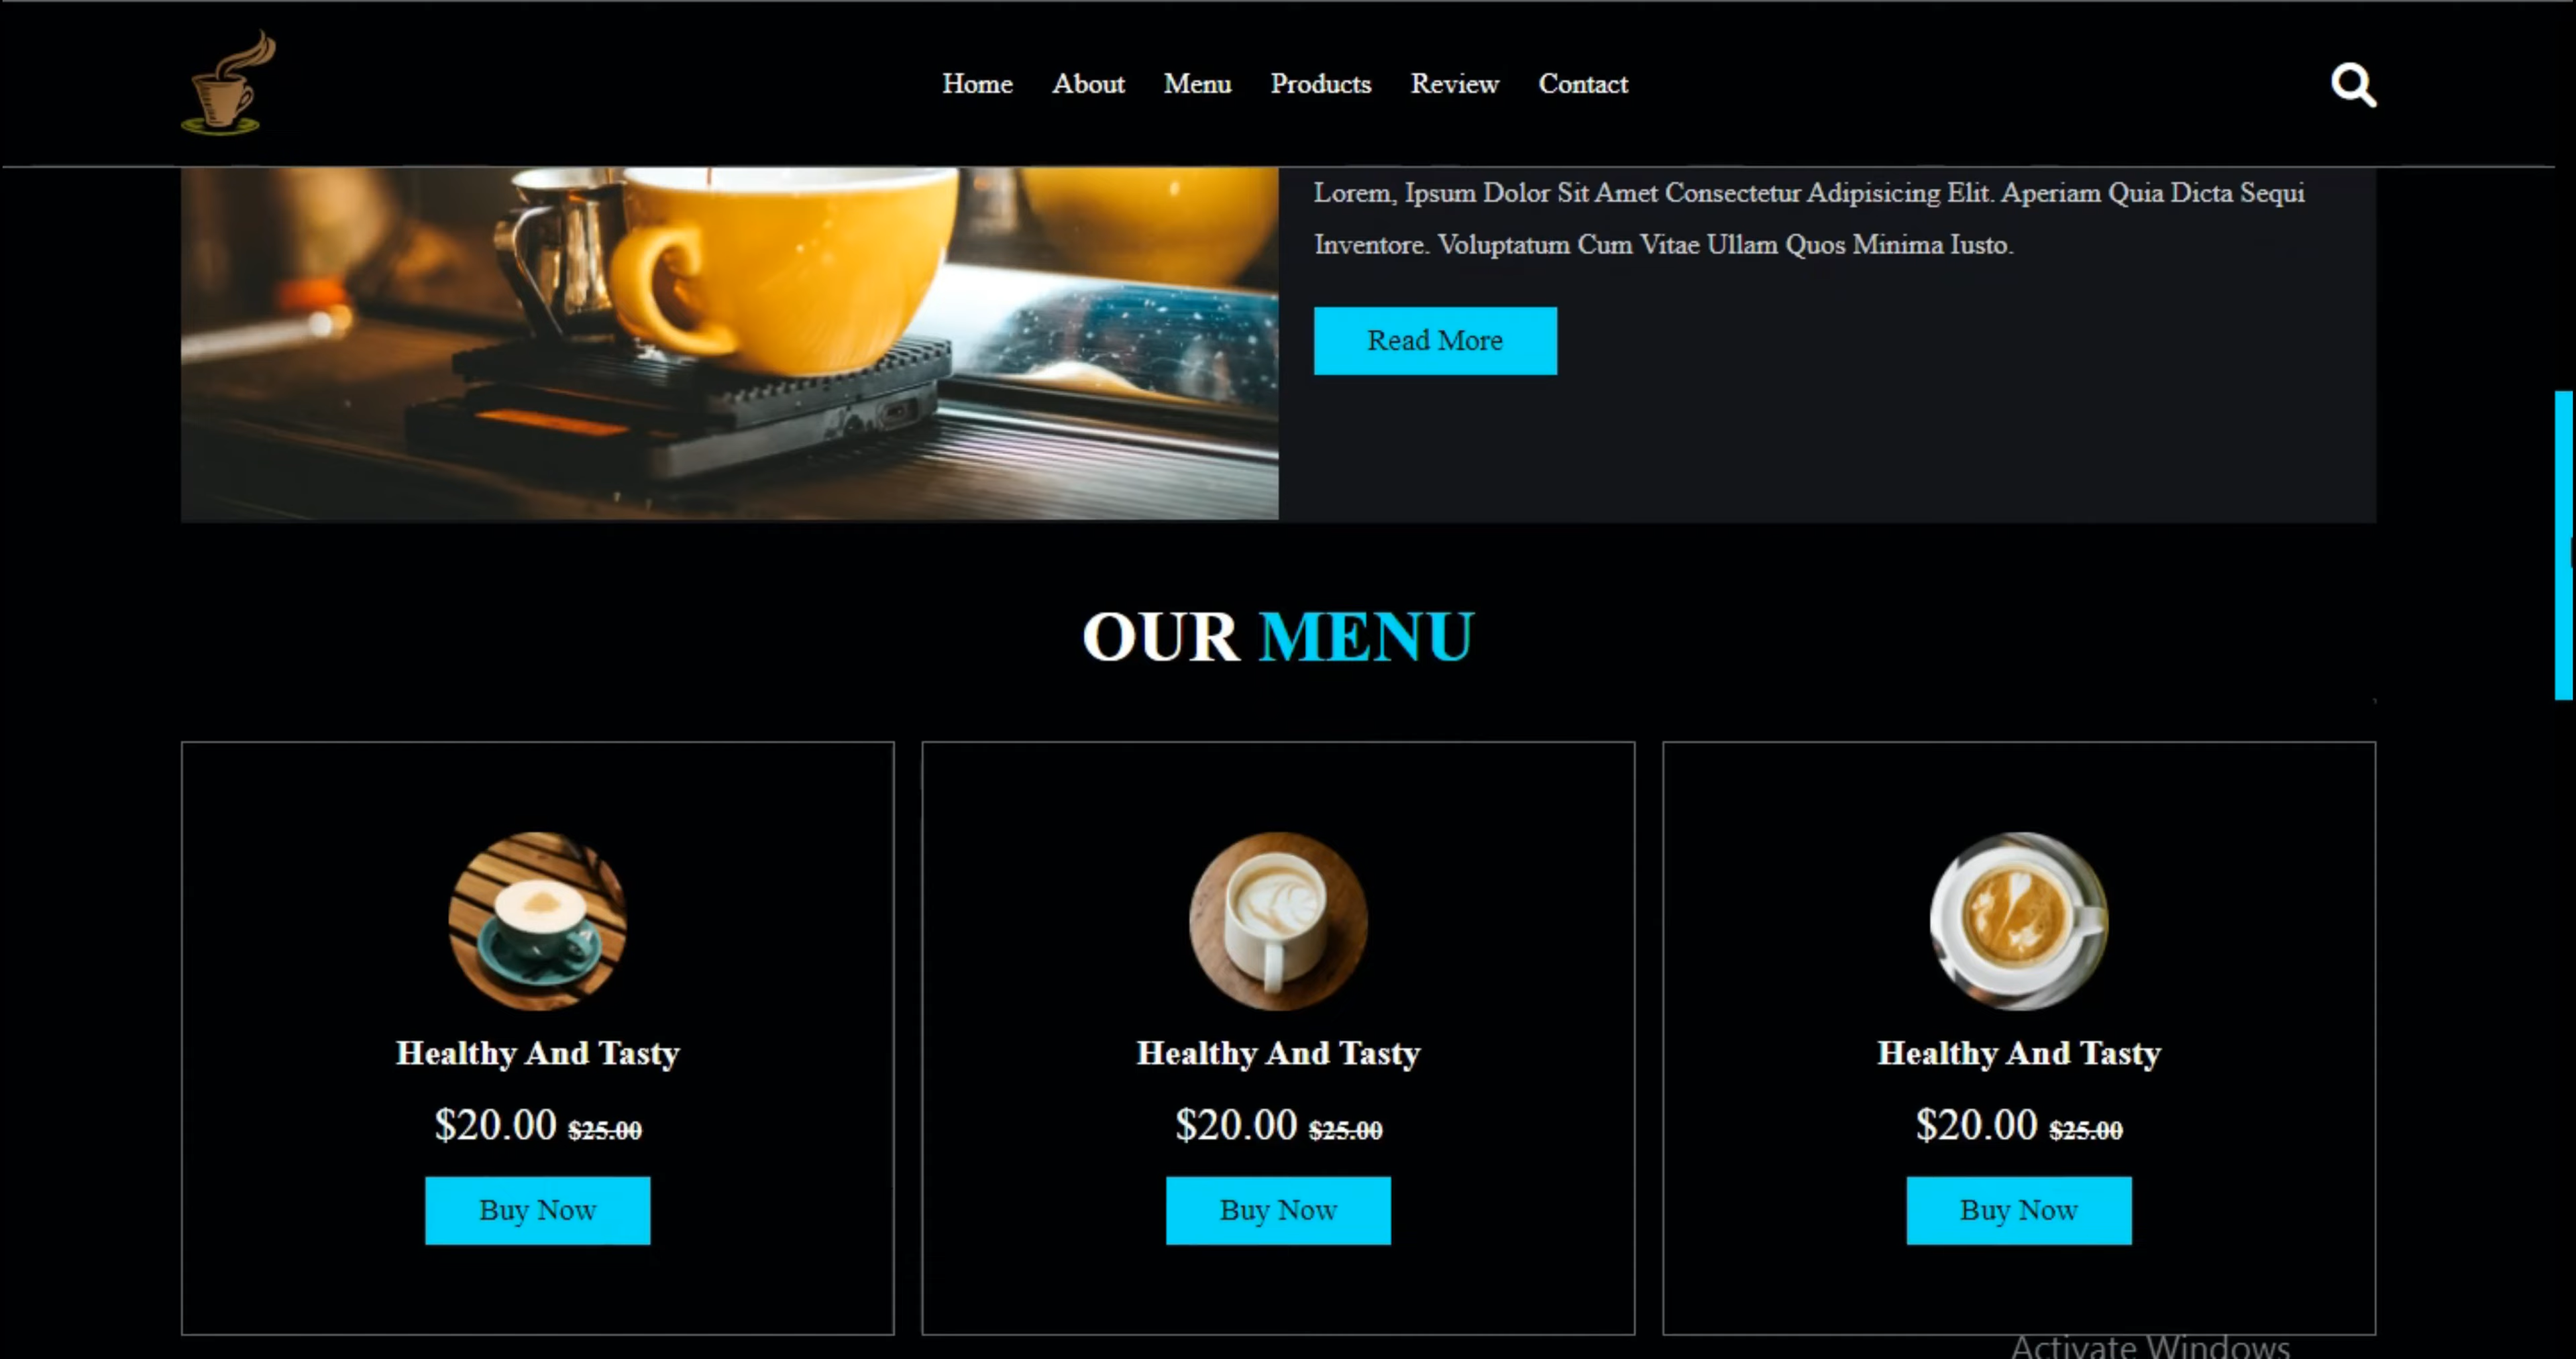 Home About Menu Products Review Contact
Lorem, Ipsum Dolor Sit Amet Consectetur Adipisicing Elit. Aperiam Quia Dicta Sequi
Inventore. Voluptatum Cum Vitae Ullam Quos Minima Iusto.
Read More
OUR MENU
Healthy And Tasty
$20.00 $25.00
Buy Now
Healthy And Tasty
$20.00 $25.00
Buy Now
Healthy And Tasty
$20.00 $25.00
Buy Now
Activate Windows